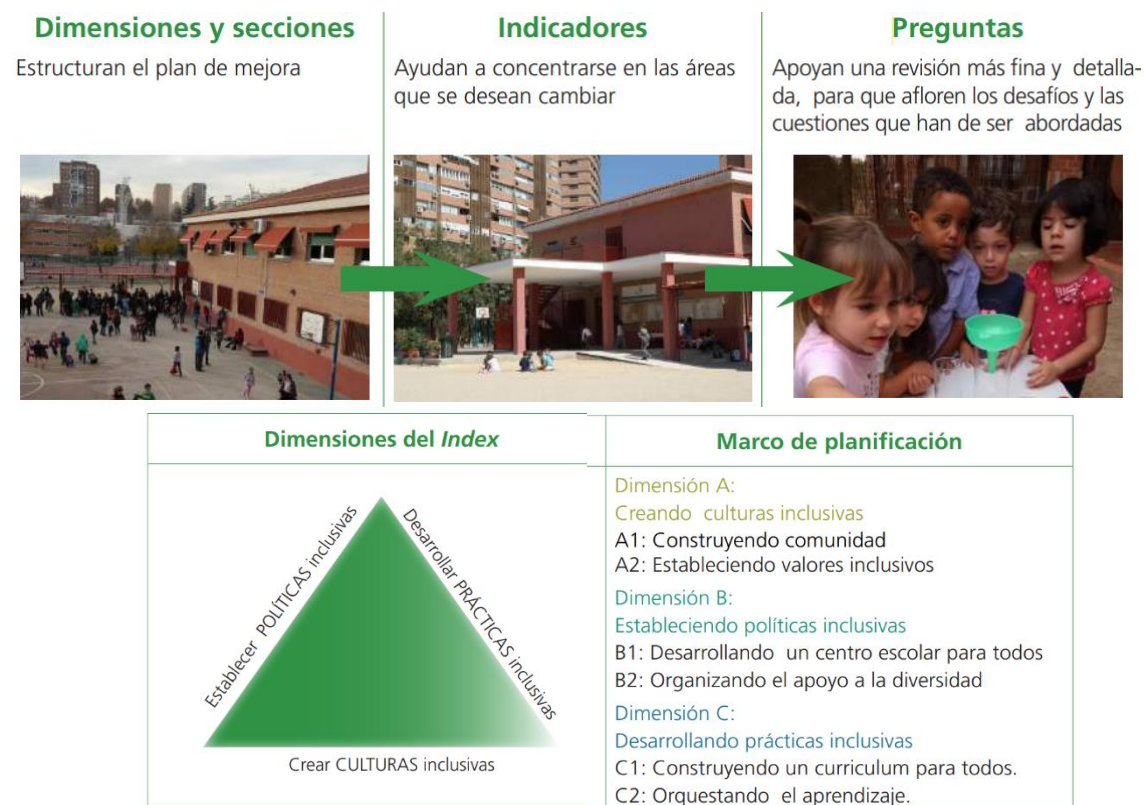 Dimensiones y secciones
Estructuran el plan de mejora
Indicadores
Ayudan a concentrarse en las áreas
que se desean cambiar
Preguntas
Apoyan una revisión más fina y detalla-
da, para que afloren los desafíos y las
cuestiones que han de ser abordadas
Dimensiones del Index
Establecer POLÍTICAS inclusivas
Desarrollar PRÁCTICAS inclusivas
Crear CULTURAS inclusivas
Marco de planificación
Dimensión A:
Creando culturas inclusivas
A1: Construyendo comunidad
A2: Estableciendo valores inclusivos
Dimensión B:
Estableciendo políticas inclusivas
B1: Desarrollando un centro escolar para todos
B2: Organizando el apoyo a la diversidad
Dimensión C:
Desarrollando prácticas inclusivas
C1: Construyendo un curriculum para todos.
C2: Orquestando el aprendizaje.